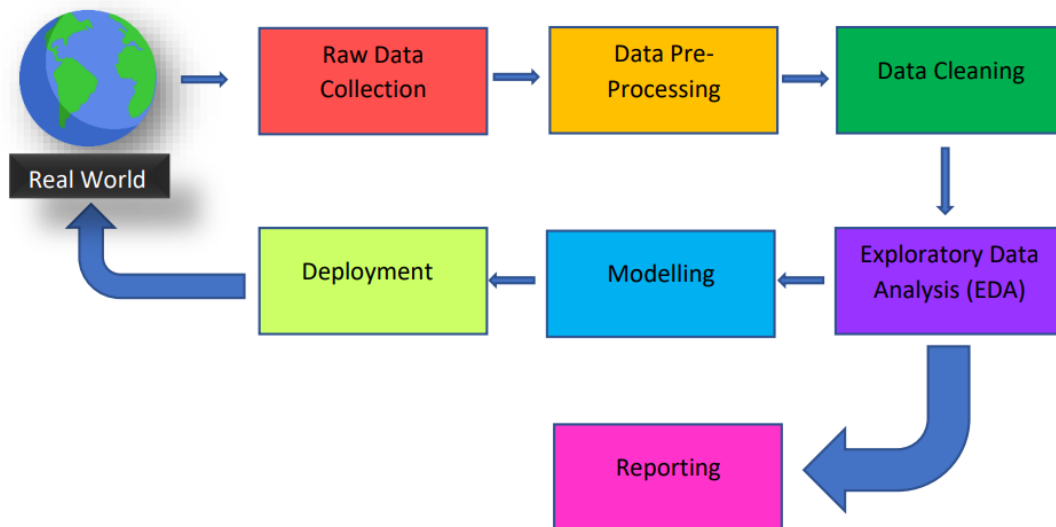 Raw Data
Collection
Data Pre-
Processing
Data Cleaning
Real World
Deployment
Modelling
Exploratory Data
Analysis (EDA)
Reporting